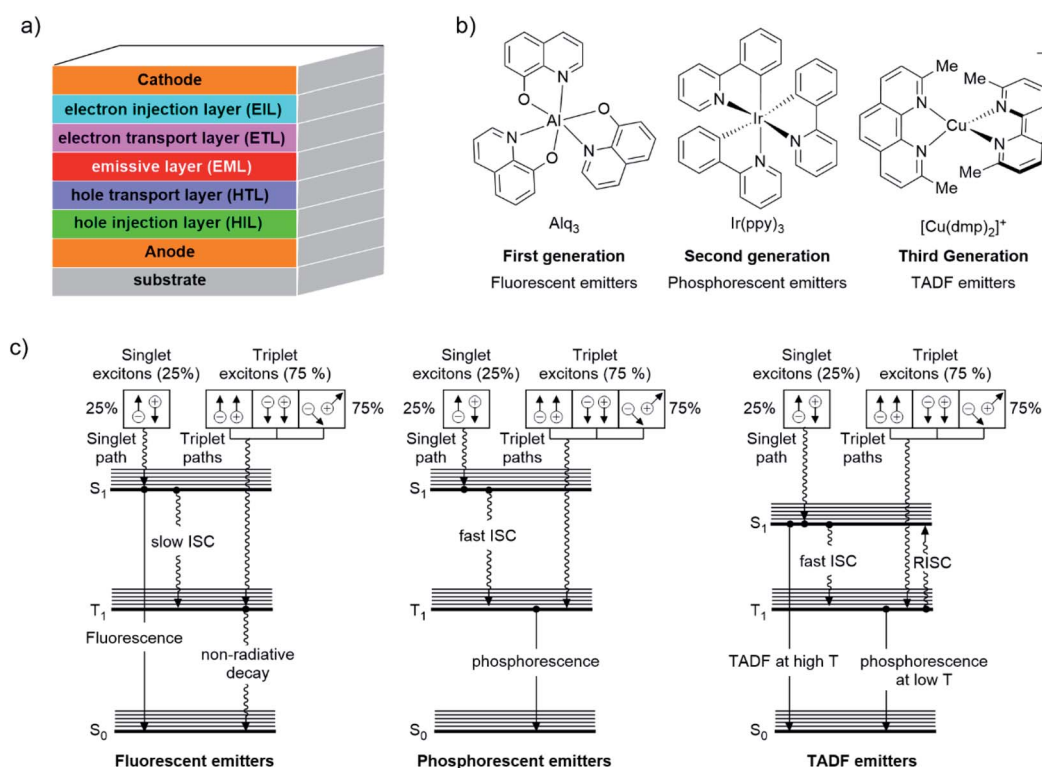 a)
Cathode
electron injection layer (EIL)
electron transport layer (ETL)
emissive layer (EML)
hole transport layer (HTL)
hole injection layer (HIL)
Anode
substrate
b)
O
N
Al
O
N
N
O
Alq3
First generation
Fluorescent emitters
N
Ir
N
N
Ir(ppy)3
Second generation
Phosphorescent emitters
Me
N
N
Cu
N
N
Me
Me
Me
[Cu(dmp)2]+
Third Generation
TADF emitters
c)
Singlet
excitons (25%)
Triplet
excitons (75 %)
25%
75%
Singlet
path
Triplet
paths
S1
slow ISC
T1
Fluorescence
non-radiative
decay
S0
Fluorescent emitters
Singlet
excitons (25%)
Triplet
excitons (75 %)
25%
75%
Singlet
path
Triplet
paths
S1
fast ISC
T1
phosphorescence
S0
Phosphorescent emitters
Singlet
excitons (25%)
Triplet
excitons (75 %)
25%
75%
Singlet
path
Triplet
paths
S1
fast ISC
RISC
T1
TADF at high T
phosphorescence
at low T
S0
TADF emitters